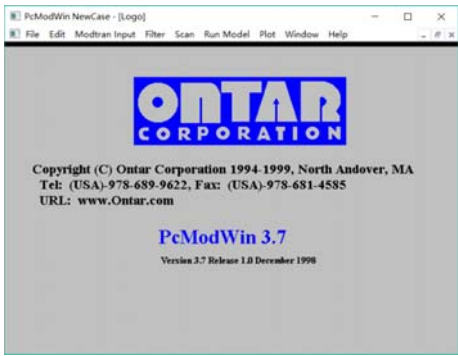 PcModWin NewCase - [Logo]
File Edit Modtran Input Filter Scan Run Model Plot Window Help
ONTAR
CORPORATION
Copyright (C) Ontar Corporation 1994-1999, North Andover, MA
Tel: (USA)-978-689-9622, Fax: (USA)-978-681-4585
URL: www.Ontar.com
PcModWin 3.7
Version 3.7 Release 1.0 December 1998